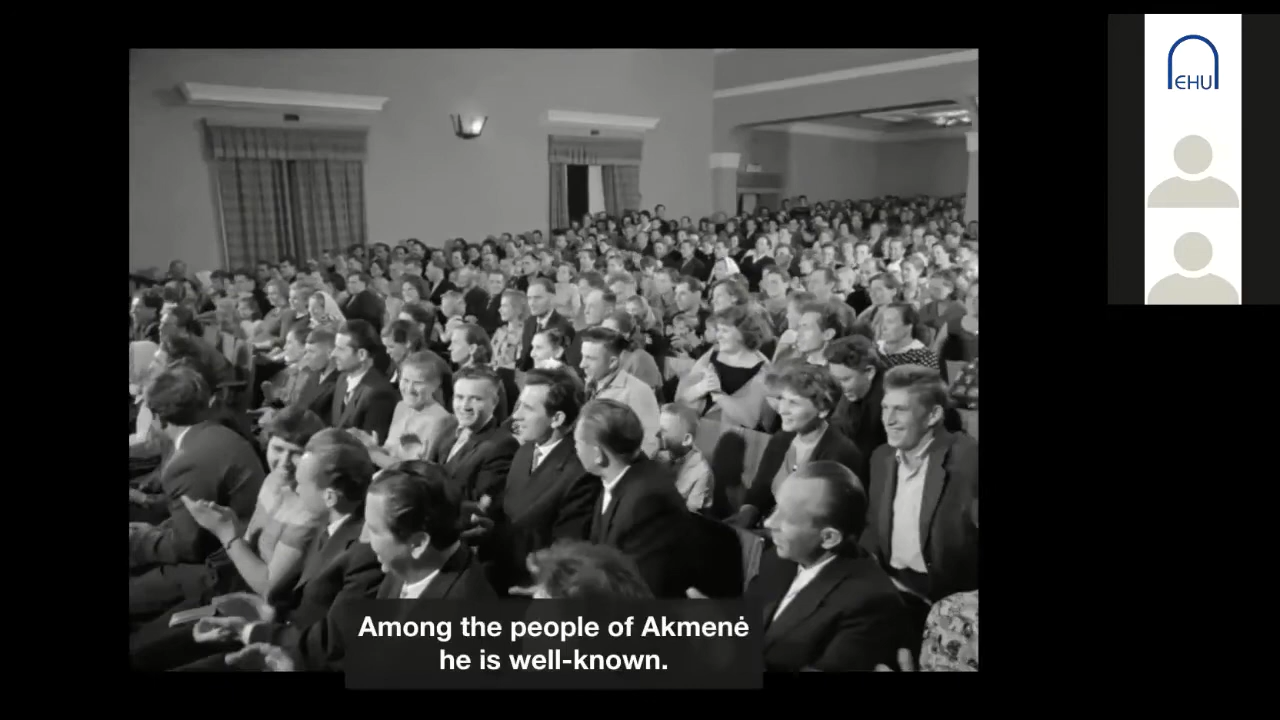 EHU
Among the people of Akmenė
he is well-known.